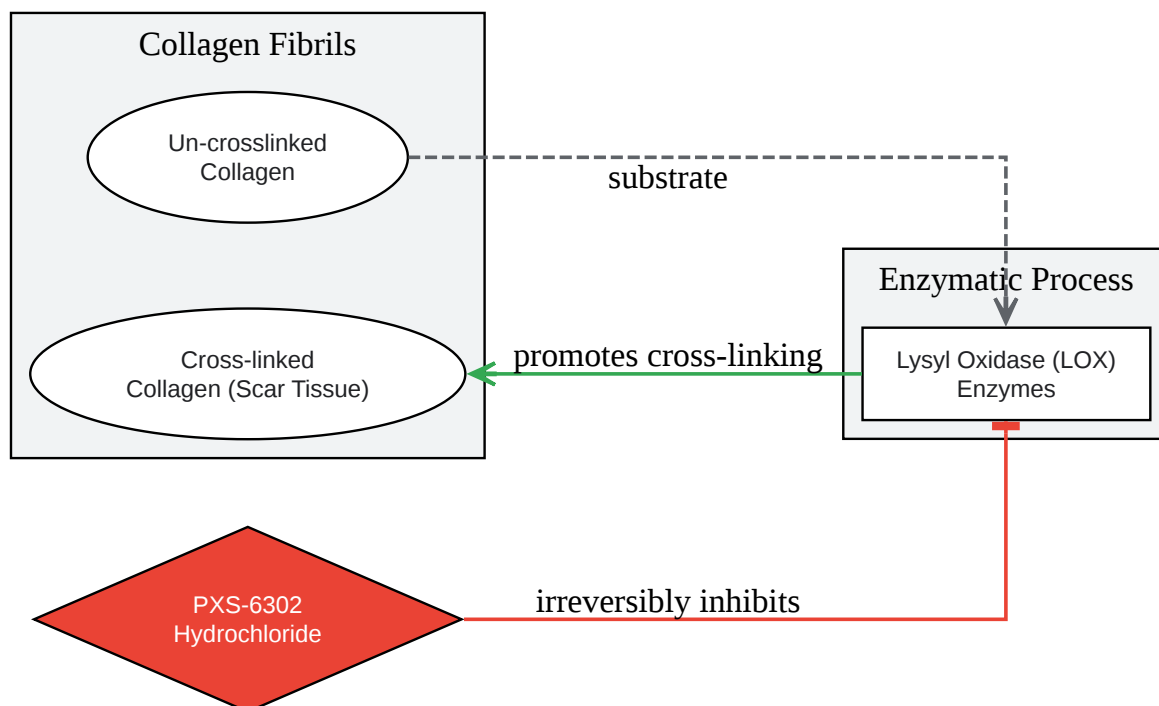 Collagen Fibrils
Un-crosslinked
Collagen
substrate
Enzymatic Process
Cross-linked
Collagen (Scar Tissue)
promotes cross-linking
Lysyl Oxidase (LOX)
Enzymes
PXS-6302
Hydrochloride
irreversibly inhibits